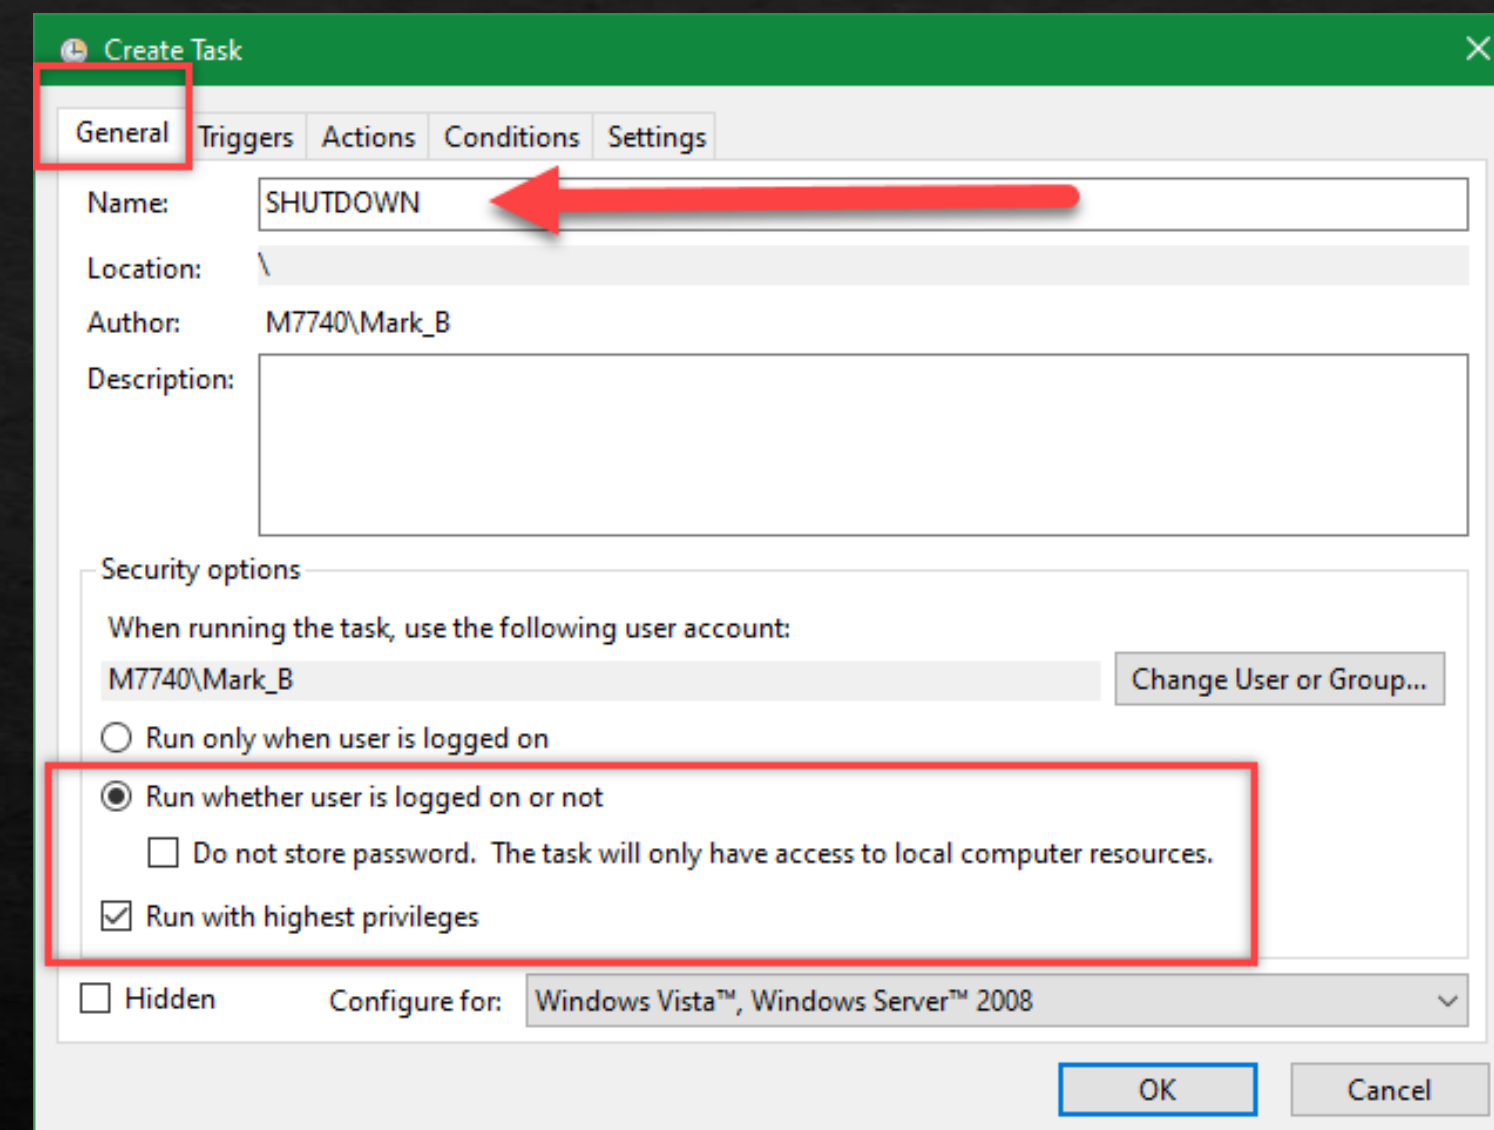 Create Task
General Triggers Actions Conditions Settings
Name: SHUTDOWN
Location: \
Author: M7740\Mark_B
Description:
Security options
When running the task, use the following user account:
M7740\Mark_B Change User or Group...
Run only when user is logged on
Run whether user is logged on or not
Do not store password. The task will only have access to local computer resources.
Run with highest privileges
Hidden Configure for: Windows Vista™, Windows Server™ 2008
OK Cancel